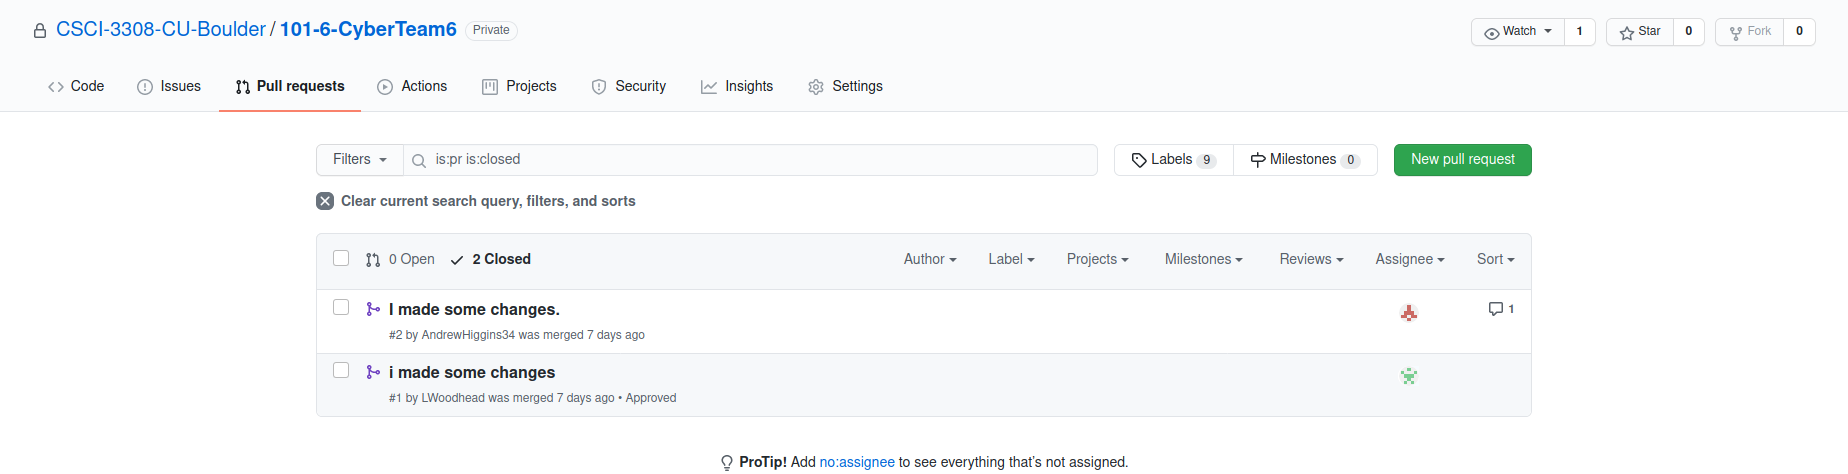 CSCI-3308-CU-Boulder / 101-6-CyberTeam6 Private
Watch 1 Star 0 Fork 0
Code Issues Pull requests Actions Projects Security Insights Settings
Filters is:pr is:closed Labels 9 Milestones 0 New pull request
Clear current search query, filters, and sorts
0 Open 2 Closed Author Label Projects Milestones Reviews Assignee Sort
I made some changes. 1
#2 by AndrewHiggins34 was merged 7 days ago
i made some changes
#1 by LWoodhead was merged 7 days ago • Approved
ProTip! Add no:assignee to see everything that's not assigned.